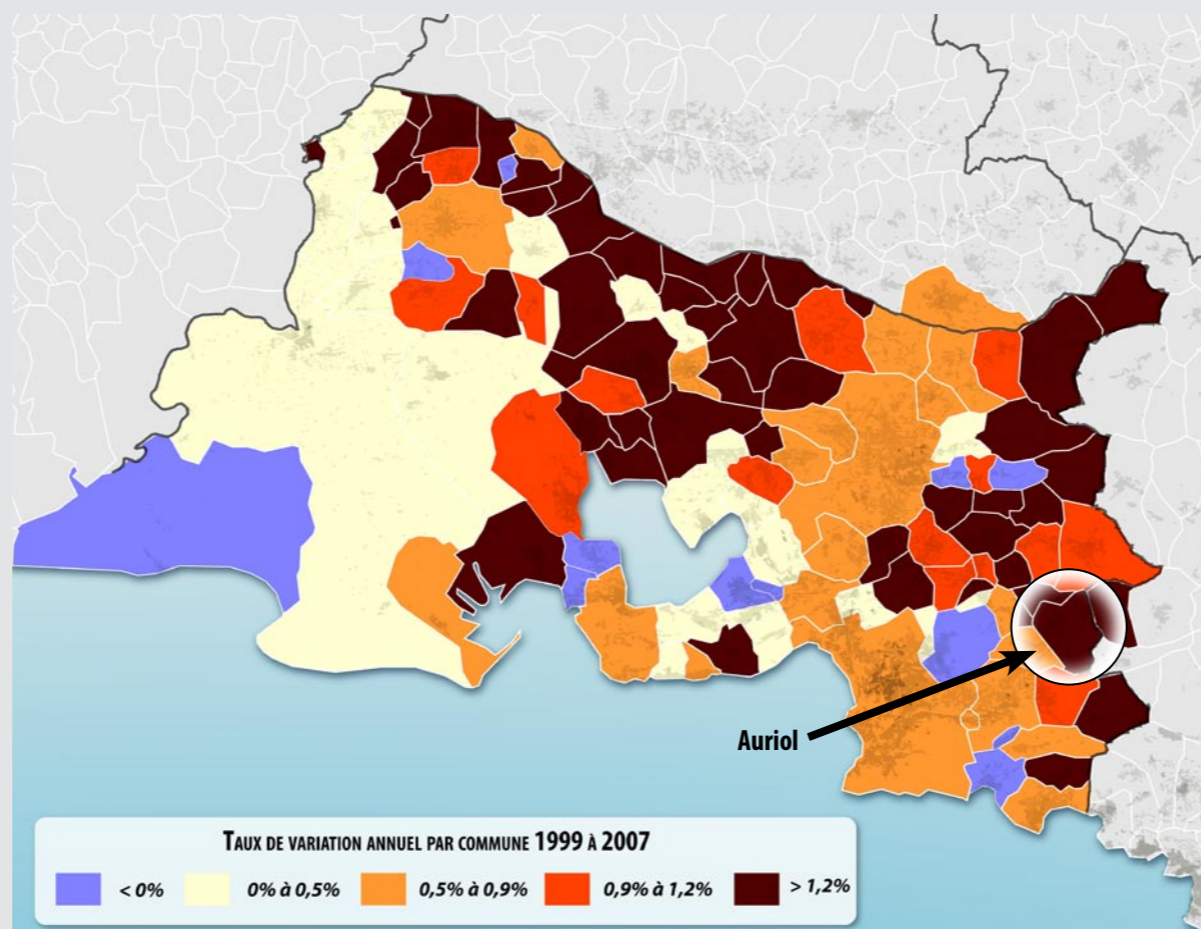 Auriol
TAUX DE VARIATION ANNUEL PAR COMMUNE 1999 À 2007
< 0%
0% à 0,5%
0,5% à 0,9%
0,9% à 1,2%
> 1,2%